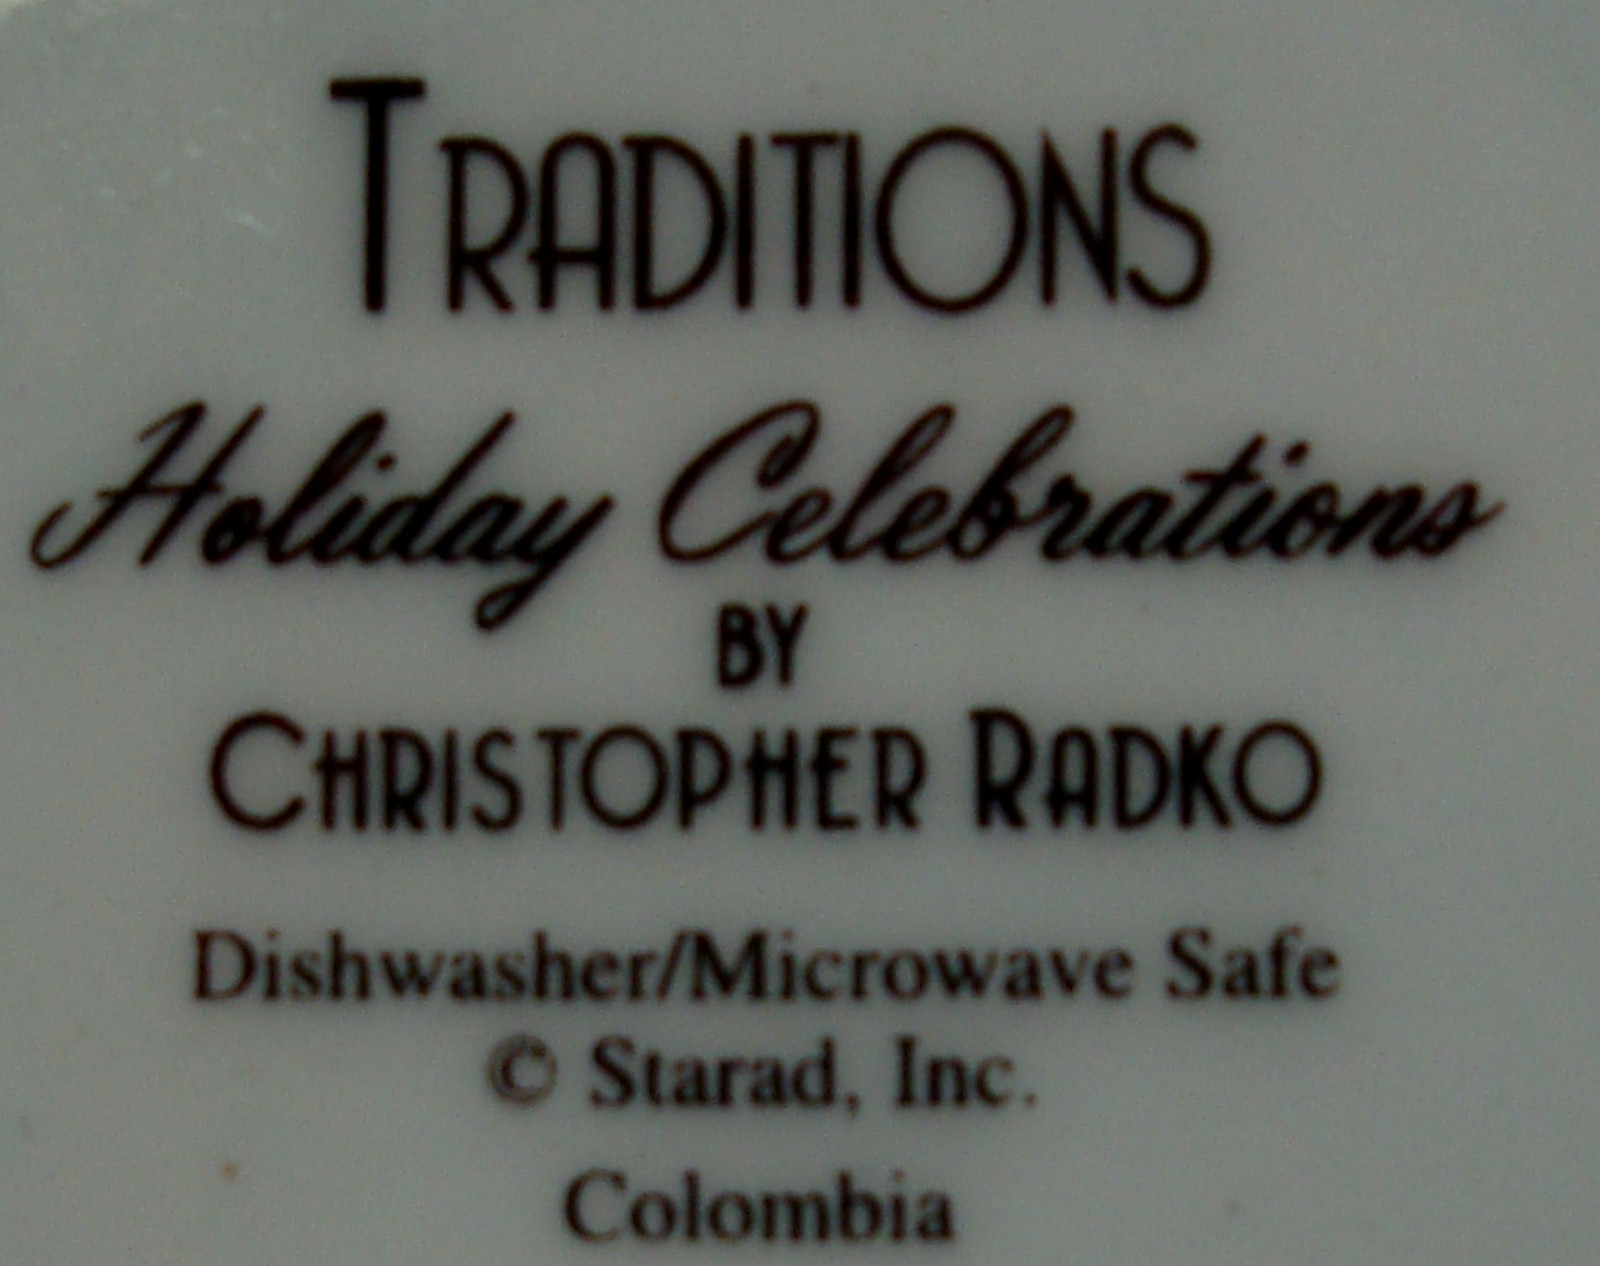 TRADITIONS
Holiday Celebrations
BY
CHRISTOPHER RADKO
Dishwasher/Microwave Safe
© Starad, Inc.
Colombia